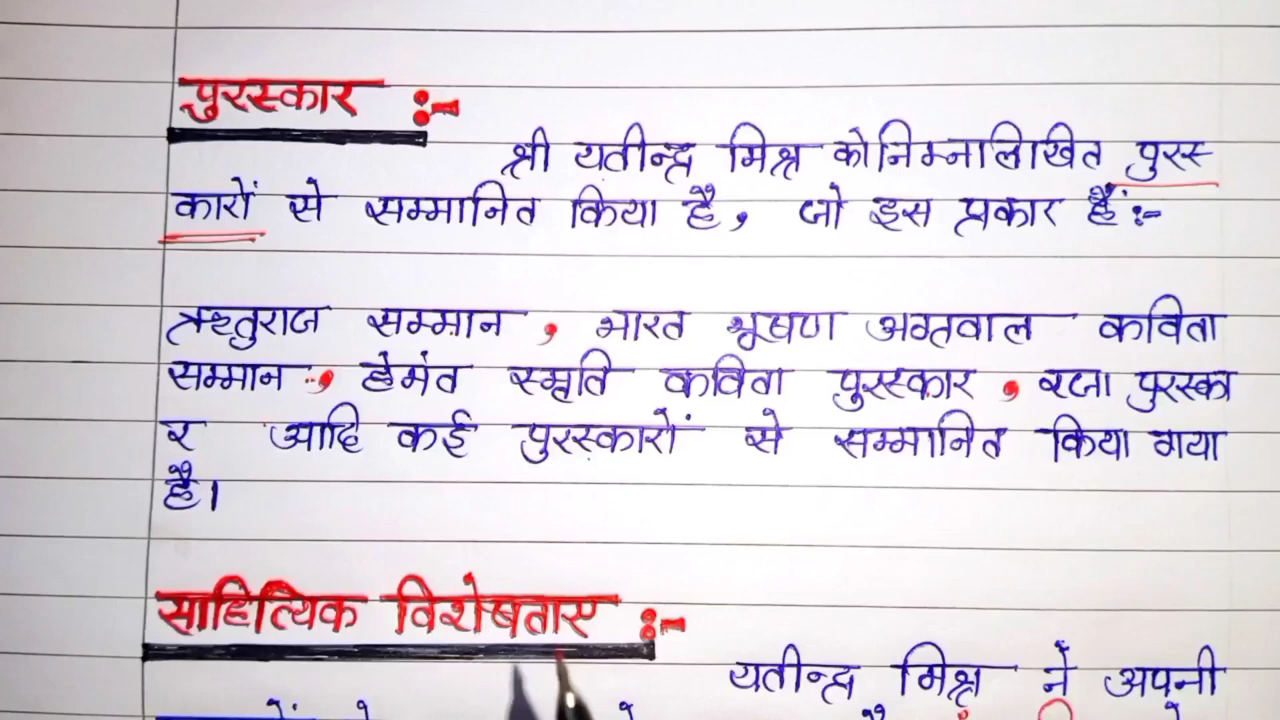 पुरस्कार :-
श्री यतीन्द्र मिश्र को निम्नलिखित पुरस्
कारों से सम्मानित किया है, जो इस प्रकार हैं :-
ऋतुराज सम्मान, भारत भूषण अग्रवाल कविता
सम्मान, हेमंत स्मृति कविता पुरस्कार, रजा पुरस्का
र आदि कई पुरस्कारों से सम्मानित किया गया
है।
साहित्यिक विशेषताए :-
यतीन्द्र मिश्र ने अपनी